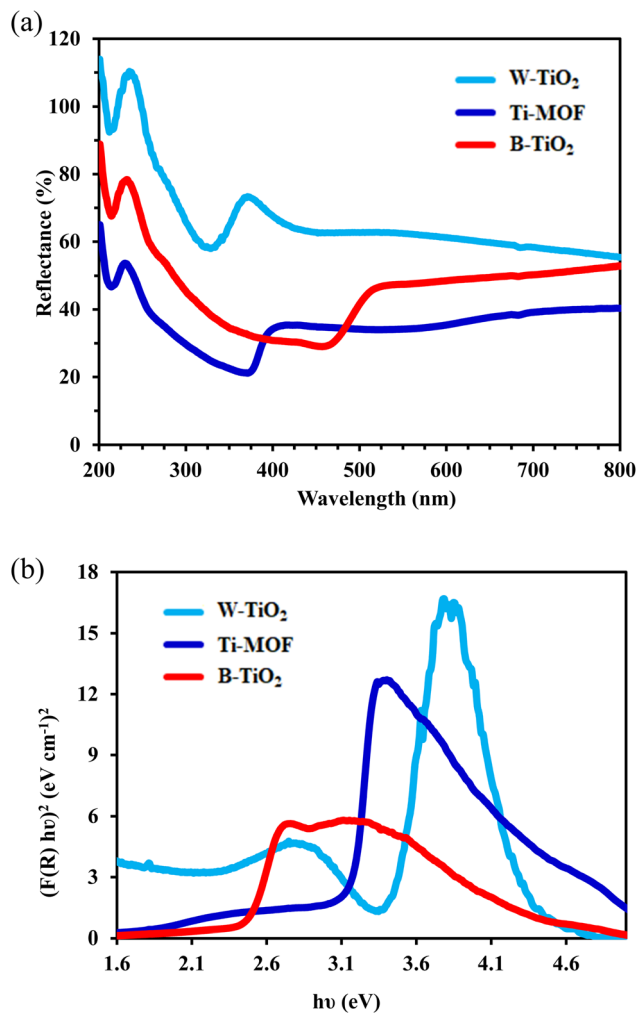 (a)
120
100
80
60
40
20
0
Reflectance (%)
W-TiO₂
Ti-MOF
B-TiO₂
200 300 400 500 600 700 800
Wavelength (nm)
(b)
18
15
12
9
6
3
0
(F(R) hυ)² (eV cm⁻¹)²
W-TiO₂
Ti-MOF
B-TiO₂
1.6 2.1 2.6 3.1 3.6 4.1 4.6
hυ (eV)